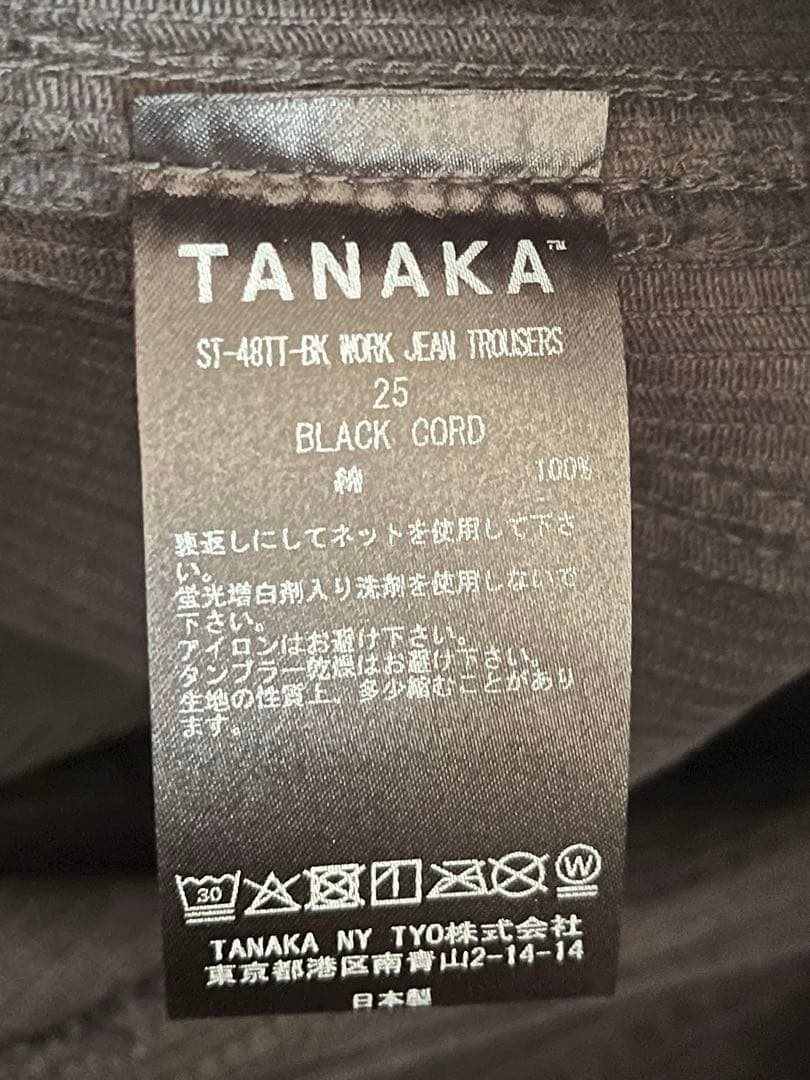 TANAKA™
ST-48TT-BK WORK JEAN TROUSERS
25
BLACK CORD
綿 100%
裏返しにしてネットを使用して下さ
い。
蛍光増白剤入り洗剤を使用しないで
下さい。
アイロンはお避け下さい。
タンブラー乾燥はお避け下さい。
生地の性質上、多少縮むことがあり
ます。
30
W
TANAKA NY TYO株式会社
東京都港区南青山2-14-14
日本製